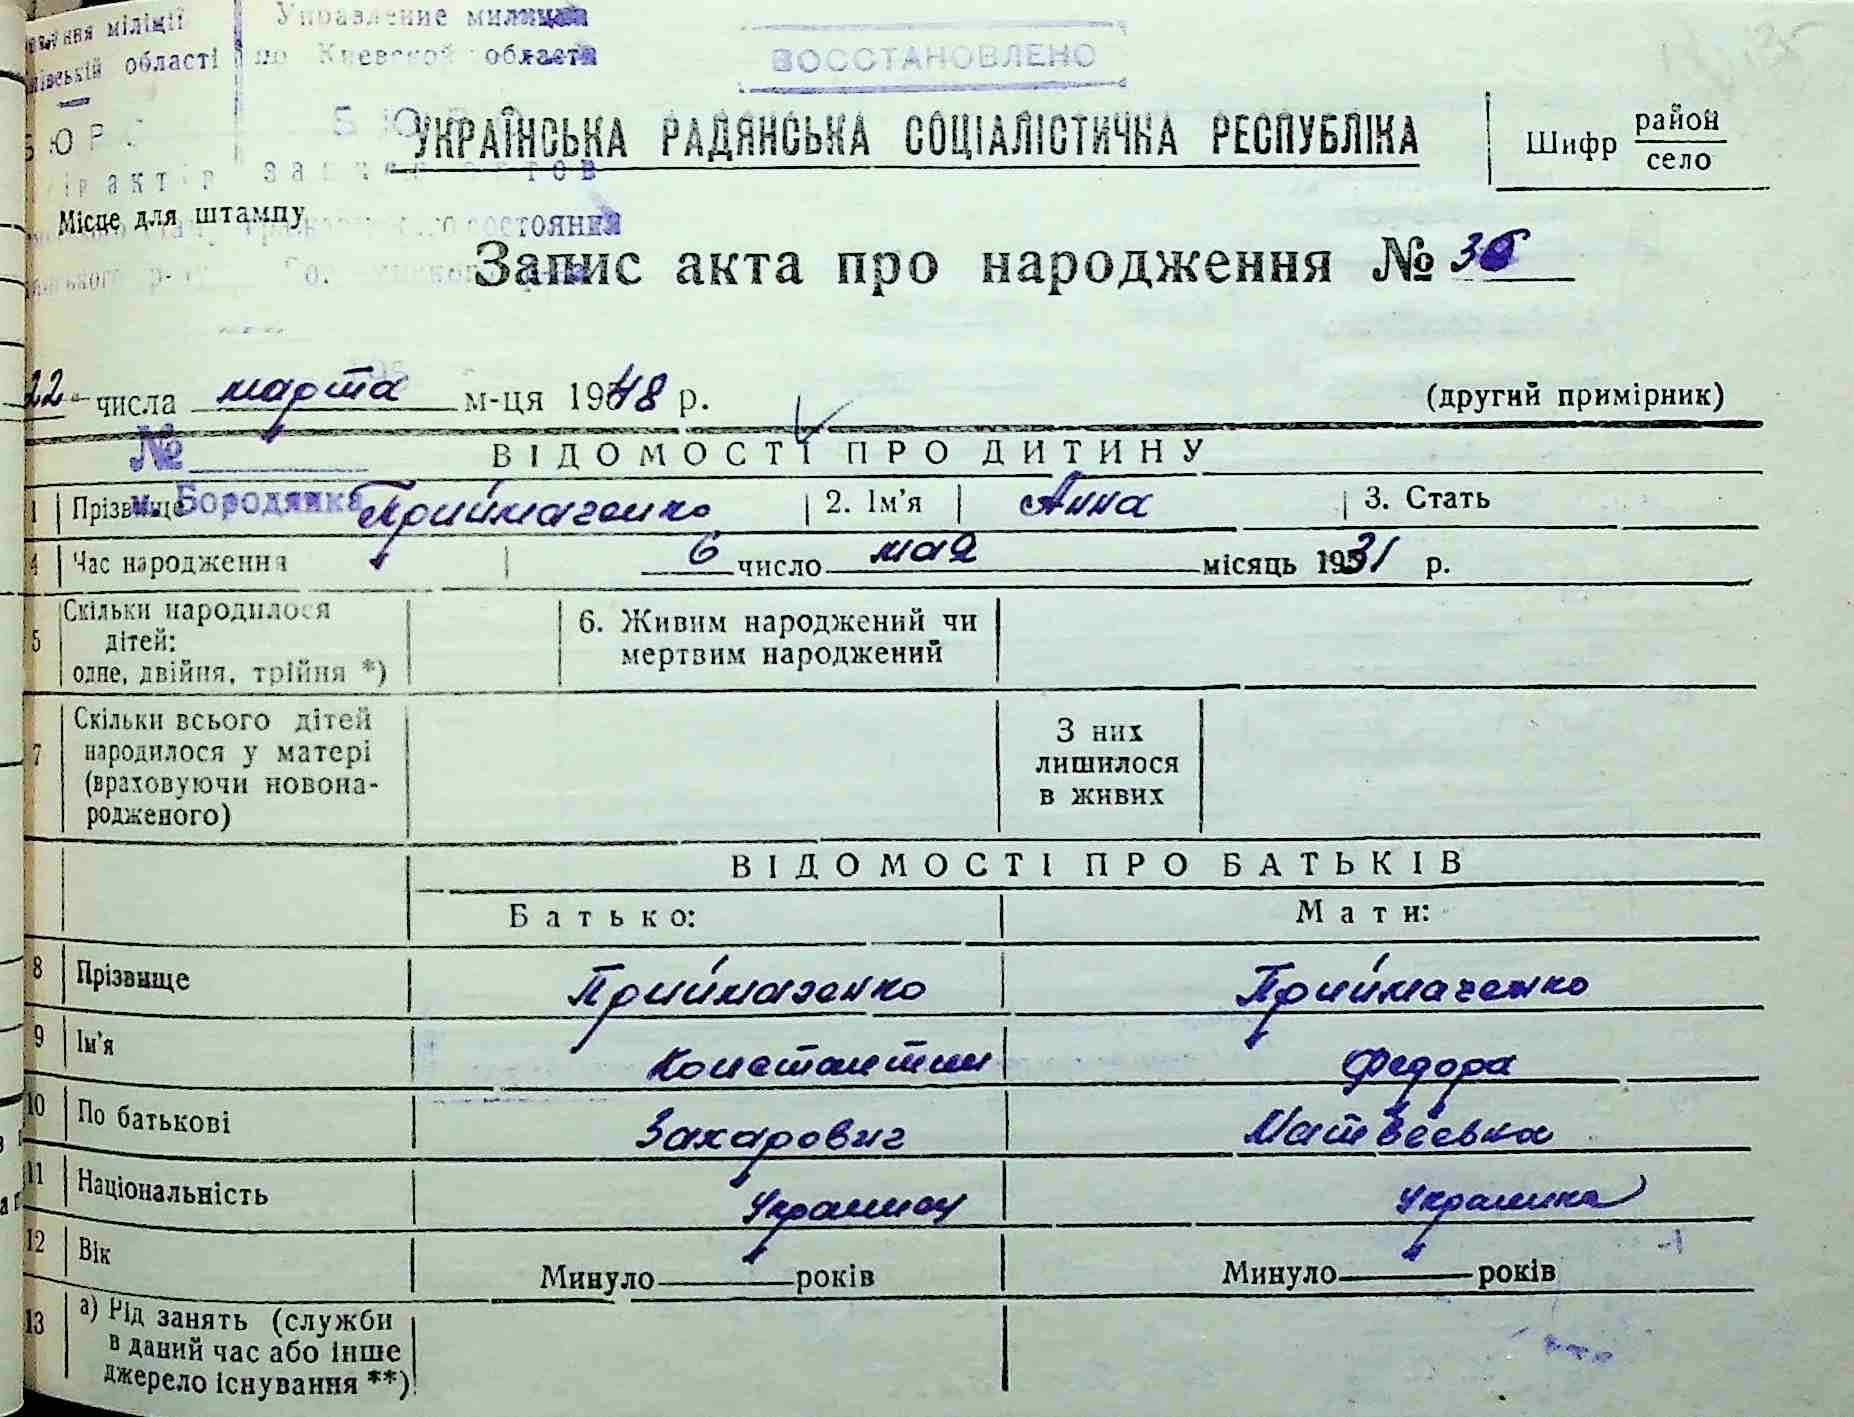 міліції Управление милиции
області по Киевской области
ВОССТАНОВЛЕНО
УКРАЇНСЬКА РАДЯНСЬКА СОЦІАЛІСТИЧНА РЕСПУБЛІКА
Шифр район
село
Місце для штампу
состояния
Запис акта про народження №
22 числа марта м-ця 1948 р. (другий примірник)
№
ВІДОМОСТІ ПРО ДИТИНУ
м. Бородянка
1 Прізвище Приймаченко 2. Ім'я Анна 3. Стать
4 Час народження 6 число мая місяць 1931 р.
5 Скільки народилося дітей: одне, двійня, трійня *) 6. Живим народжений чи мертвим народжений
7 Скільки всього дітей народилося у матері (враховуючи новонародженого) З них лишилося в живих
ВІДОМОСТІ ПРО БАТЬКІВ
Батько: Мати:
8 Прізвище Приймаченко Приймаченко
9 Ім'я Константин Федора
10 По батькові Захарович Матвеевна
11 Національність Украинец Украинка
12 Вік Минуло років Минуло років
13 а) Рід занять (служби
в даний час або інше
джерело існування **)